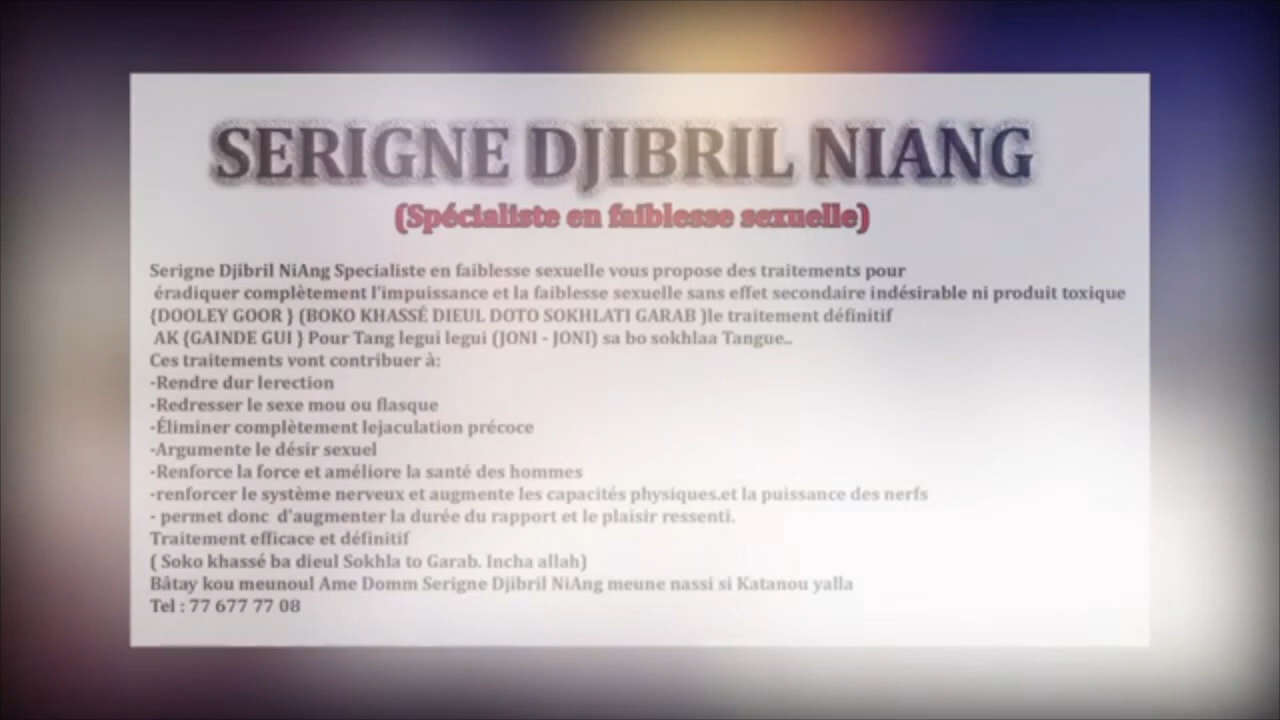 SERIGNE DJIBRIL NIANG
(Spécialiste en faiblesse sexuelle)
Serigne Djibril NiAng Specialiste en faiblesse sexuelle vous propose des traitements pour
éradiquer complètement l'impuissance et la faiblesse sexuelle sans effet secondaire indésirable ni produit toxique
(DOOLEY GOOR ) (BOKO KHASSÉ DIEUL DOTO SOKHLATI GARAB )le traitement définitif
AK (GAINDE GUI ) Pour Tang legui legui (JONI - JONI) sa bo sokhlaa Tangue..
Ces traitements vont contribuer à:
-Rendre dur lerection
-Redresser le sexe mou ou flasque
-Éliminer complètement lejaculation précoce
-Argumente le désir sexuel
-Renforce la force et améliore la santé des hommes
-renforcer le système nerveux et augmente les capacités physiques.et la puissance des nerfs
- permet donc  d'augmenter la durée du rapport et le plaisir ressenti.
Traitement efficace et définitif
( Soko khassé ba dieul Sokhla to Garab. Incha allah)
Bâtay kou meunoul Ame Domm Serigne Djibril NiAng meune nassi si Katanou yalla
Tel : 77 677 77 08